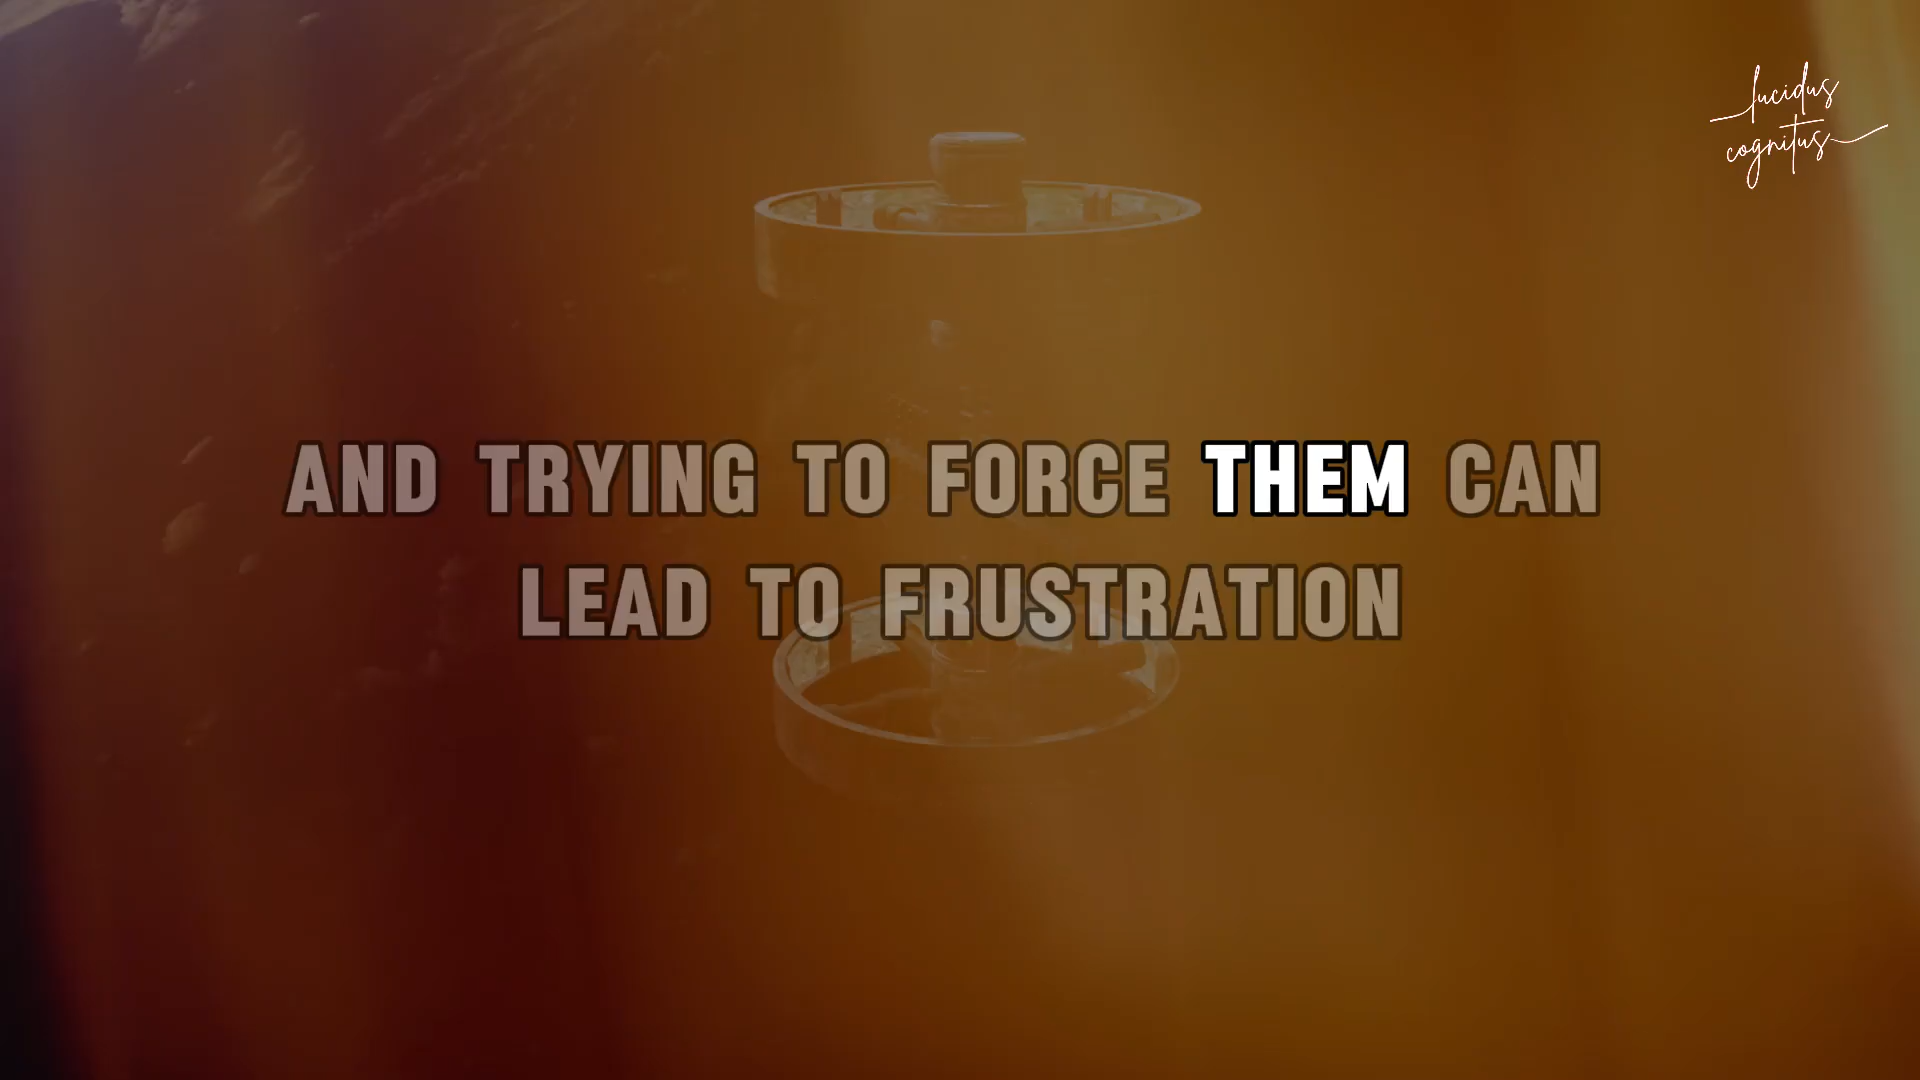 lucidus
cognitus
AND TRYING TO FORCE THEM CAN
LEAD TO FRUSTRATION